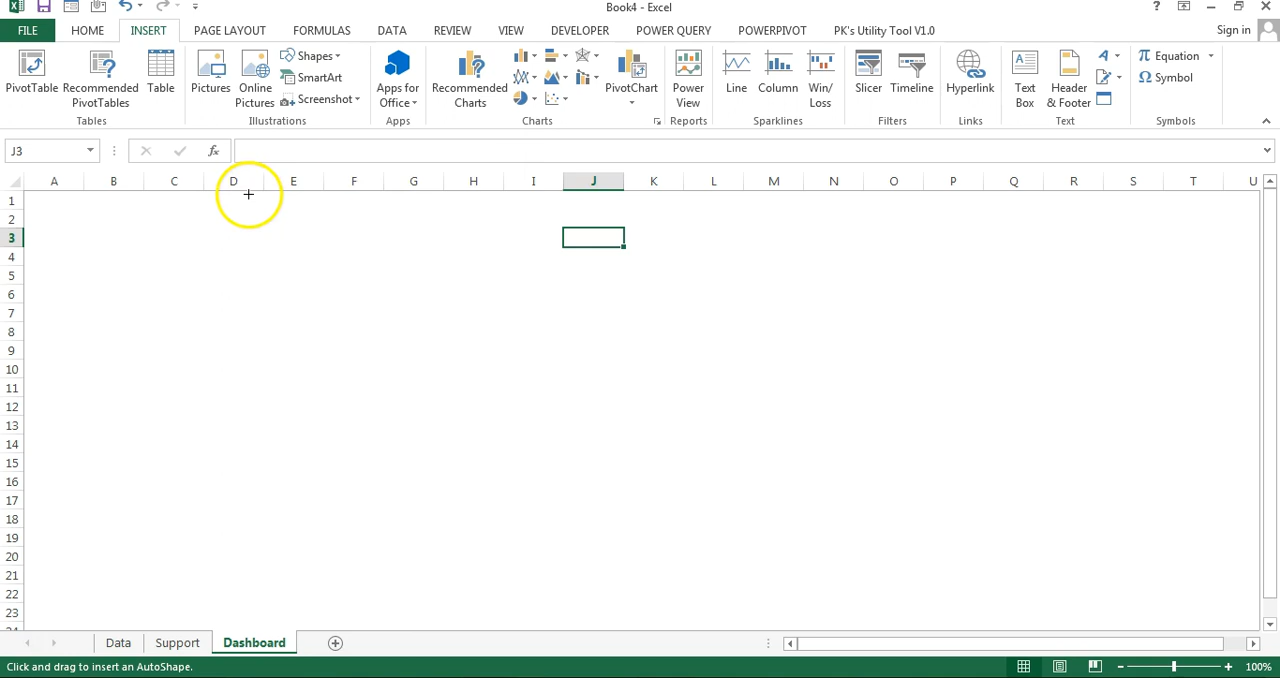 Book4 - Excel
?
FILE HOME INSERT PAGE LAYOUT FORMULAS DATA REVIEW VIEW DEVELOPER POWER QUERY POWERPIVOT PK's Utility Tool V1.0 Sign in
PivotTable Recommended PivotTables Table
Tables
Pictures Online Pictures Shapes SmartArt Screenshot
Illustrations
Apps for Office
Apps
Recommended Charts PivotChart
Charts
Power View
Reports
Line Column Win/ Loss
Sparklines
Slicer Timeline
Filters
Hyperlink
Links
Text Box Header & Footer
Text
Equation Symbol
Symbols
J3 fx
A B C D E F G H I J K L M N O P Q R S T U
1
2
3
4
5
6
7
8
9
10
11
12
13
14
15
16
17
18
19
20
21
22
23
Data Support Dashboard
Click and drag to insert an AutoShape. 100%